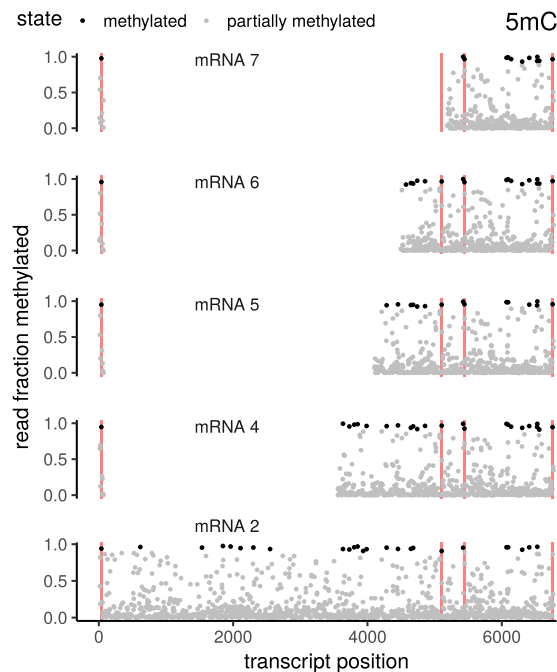 state methylated partially methylated 5mC
mRNA 7
1.0
0.5
0.0
mRNA 6
1.0
0.5
0.0
mRNA 5
1.0
0.5
0.0
mRNA 4
1.0
0.5
0.0
mRNA 2
1.0
0.5
0.0
read fraction methylated
0 2000 4000 6000
transcript position